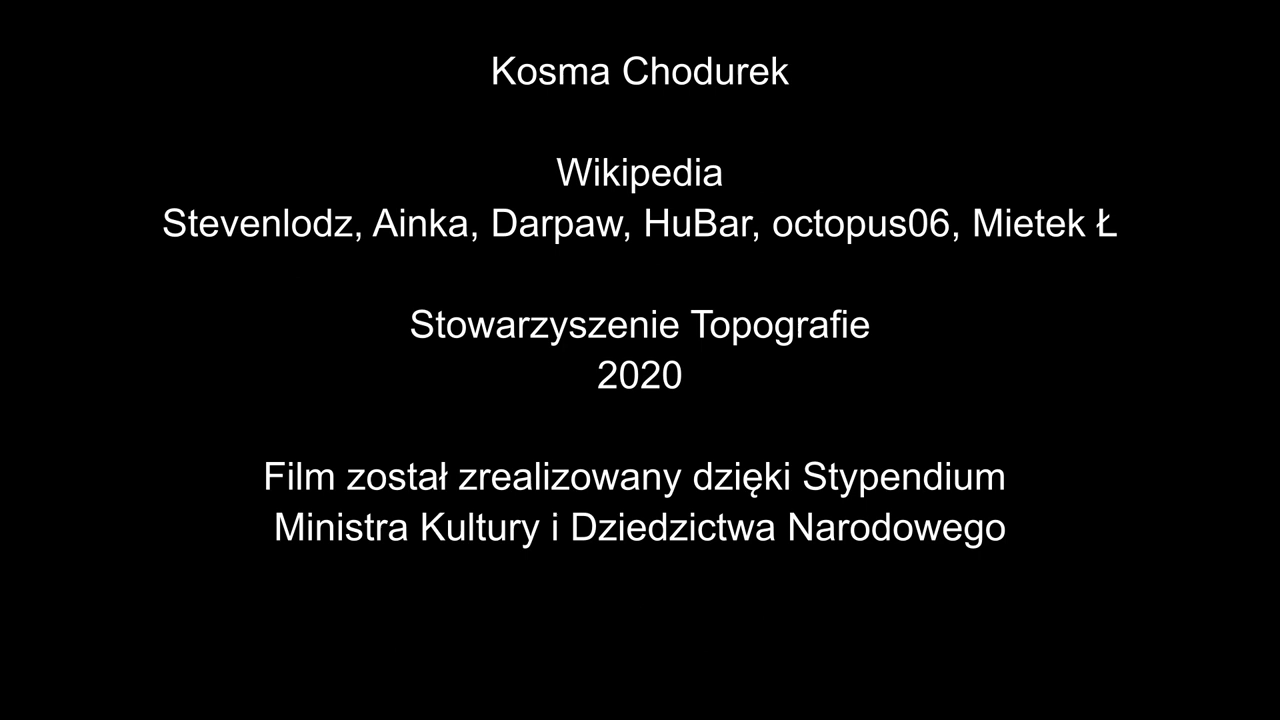 Kosma Chodurek
Wikipedia
Stevenlodz, Ainka, Darpaw, HuBar, octopus06, Mietek Ł
Stowarzyszenie Topografie
2020
Film został zrealizowany dzięki Stypendium
Ministra Kultury i Dziedzictwa Narodowego